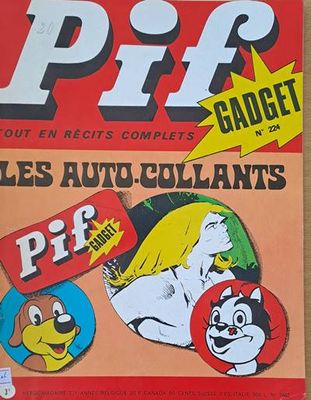 Pif
GADGET
N° 224
TOUT EN RÉCITS COMPLETS
LES AUTO-COLLANTS
Pif
GADGET